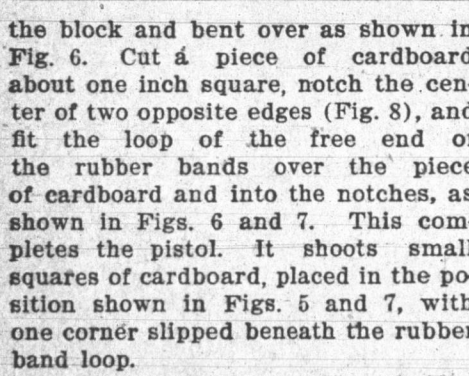 the block and bent over as shown in
Fig. 6. Cut a piece of cardboard
about one inch square, notch the cen-
ter of two opposite edges (Fig. 8), and
fit the loop of the free end of
the rubber bands over the piece
of cardboard and into the notches, as
shown in Figs. 6 and 7. This com-
pletes the pistol. It shoots small
squares of cardboard, placed in the po-
sition shown in Figs. 5 and 7, with
one corner slipped beneath the rubber
band loop.